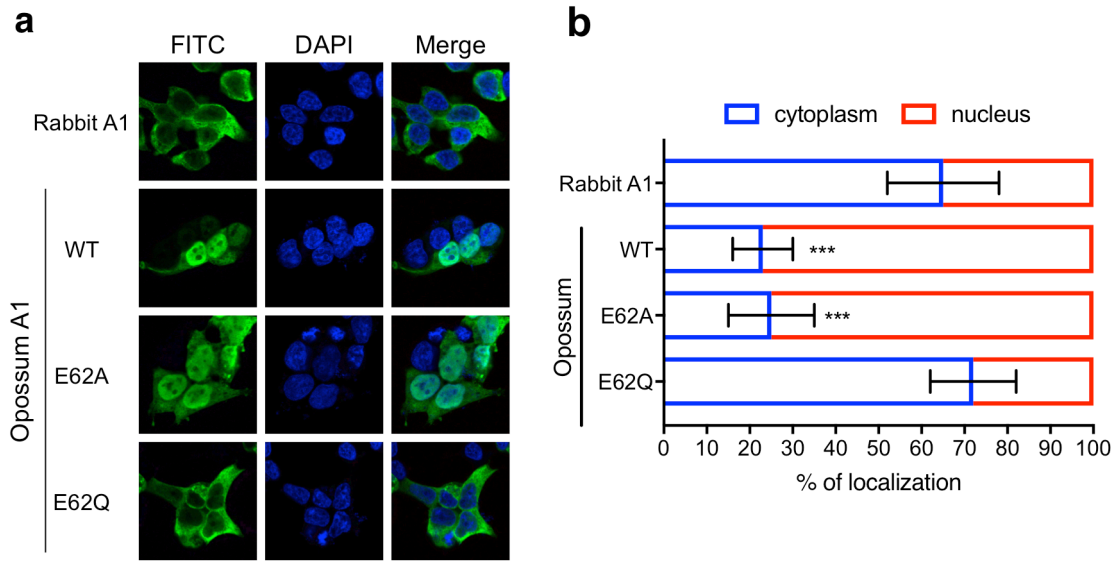 a
FITC DAPI Merge
Rabbit A1
Opossum A1
WT
E62A
E62Q
b
cytoplasm nucleus
Rabbit A1
Opossum
WT ***
E62A ***
E62Q
0 10 20 30 40 50 60 70 80 90 100
% of localization